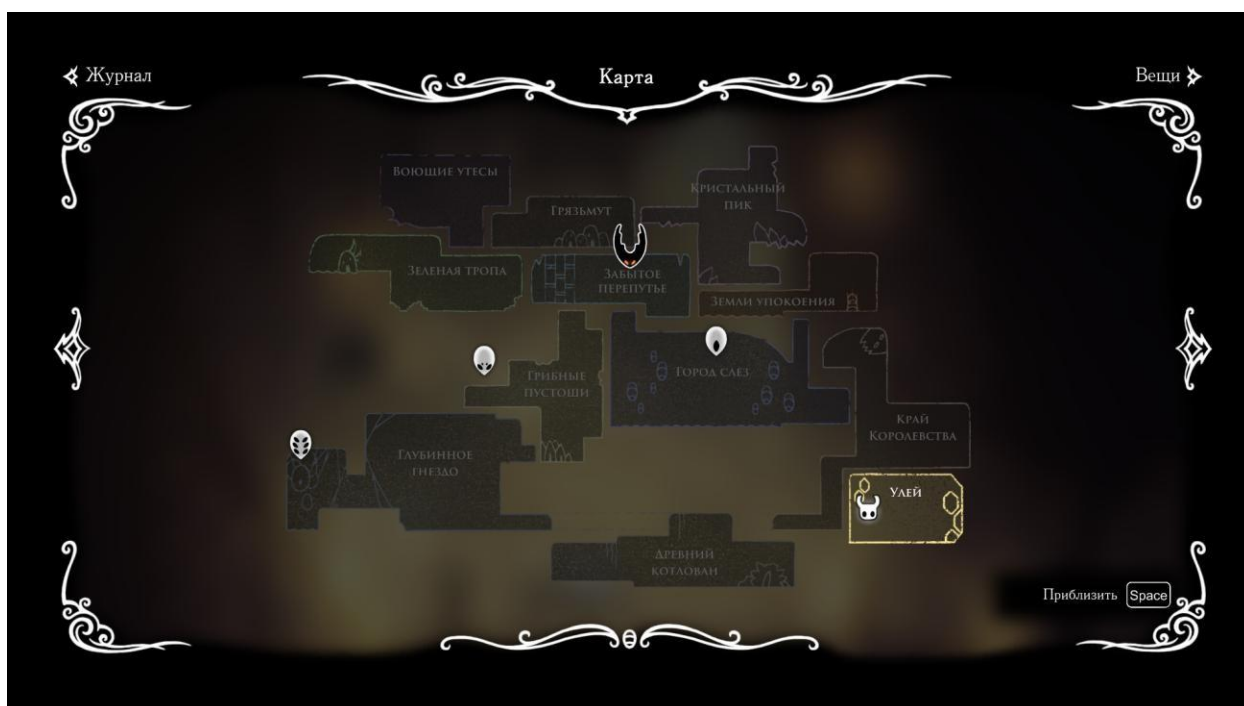 Журнал
Карта
Вещи
Воющие утесы
Кристальный
пик
Грязьмут
Зеленая тропа
Забытое
перепутье
Земли упокоения
Грибные
пустоши
Город слез
Край
Королевства
Глубинное
гнездо
Улей
Древний
котлован
Приблизить Space